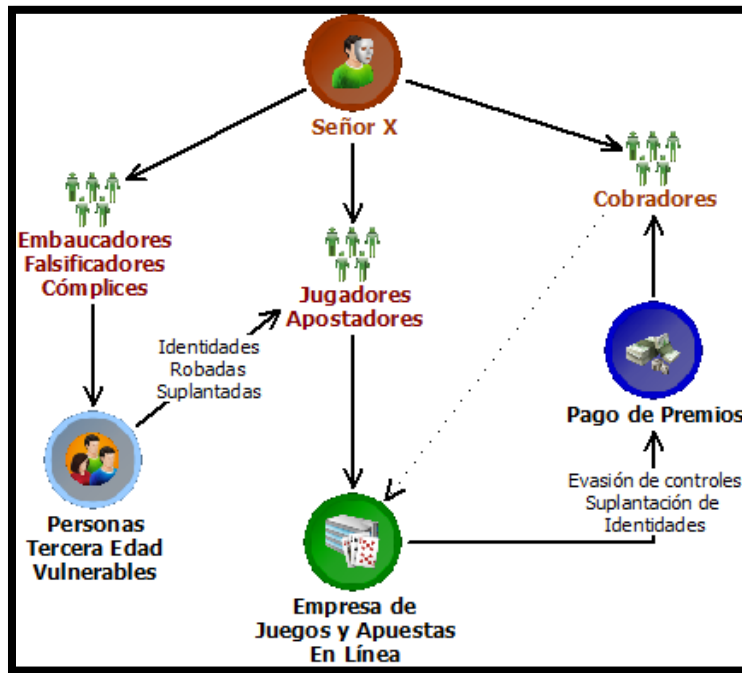 Señor X
Cobradores
Embaucadores
Falsificadores
Cómplices
Jugadores
Apostadores
Identidades
Robadas
Suplantadas
Pago de Premios
Evasión de controles
Suplantación de
Identidades
Personas
Tercera Edad
Vulnerables
Empresa de
Juegos y Apuestas
En Línea